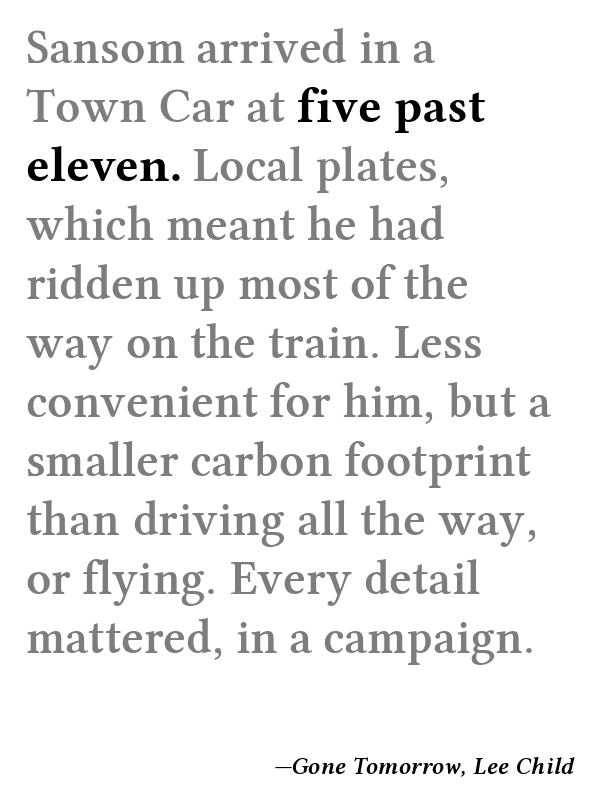 Sansom arrived in a
Town Car at five past
eleven. Local plates,
which meant he had
ridden up most of the
way on the train. Less
convenient for him, but a
smaller carbon footprint
than driving all the way,
or flying. Every detail
mattered, in a campaign.
—Gone Tomorrow, Lee Child